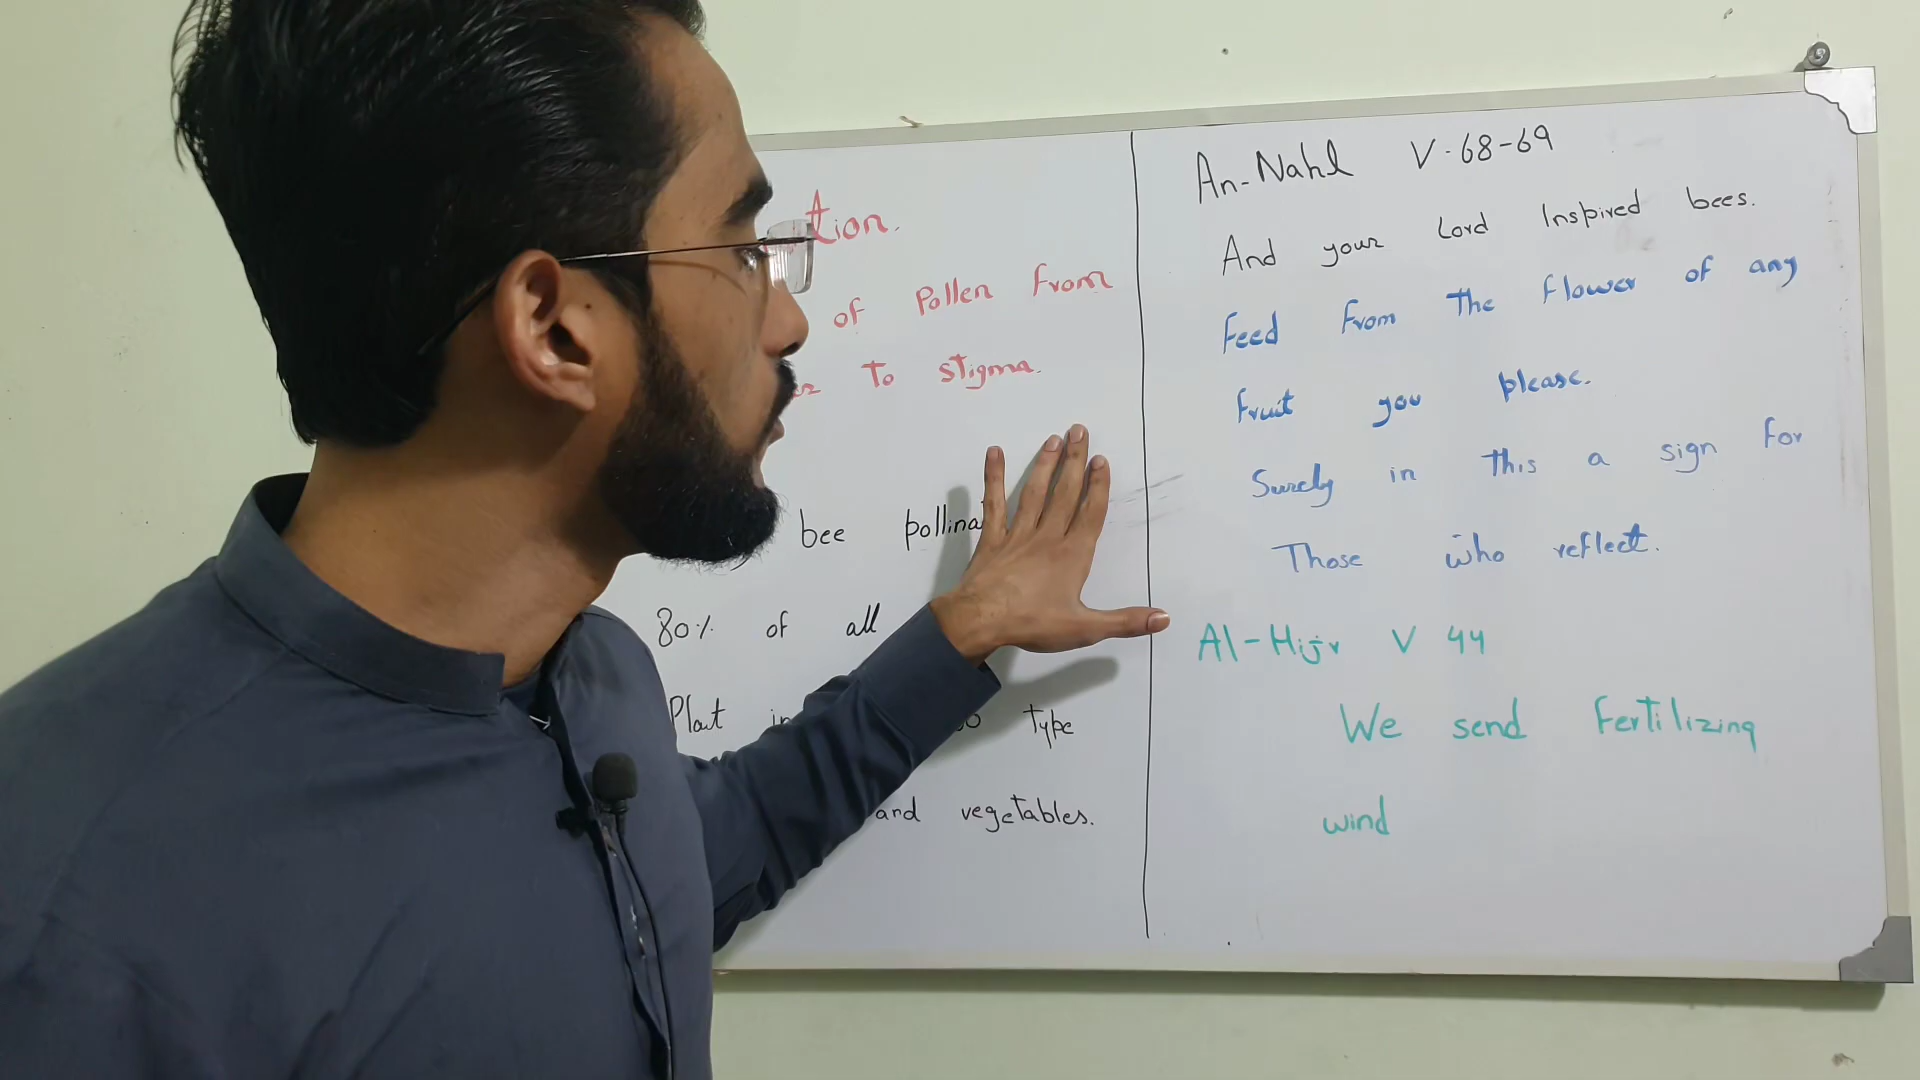 tion.
of Pollen From
To stigma.
bee pollina
80% of all
Plant in type
and vegetables.
An-Nahl V-68-69
And your Lord Inspired bees.
Feed From The flower of any
fruit you please.
Surely in This a sign For
Those who reflect.
Al-Hijr V 44
We send Fertilizing
wind